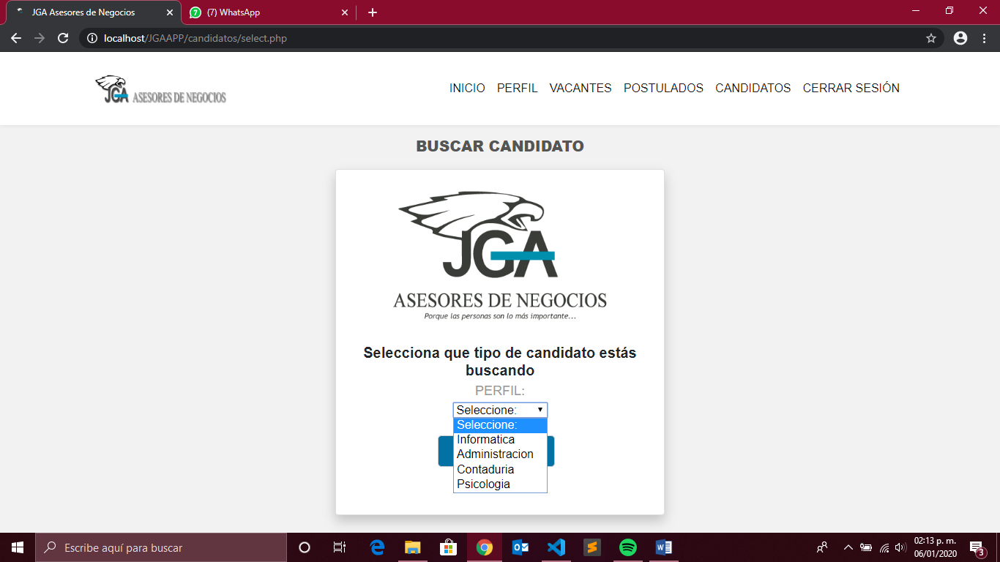 JGA Asesores de Negocios
(7) WhatsApp
localhost/JGAAPP/candidatos/select.php
JGA ASESORES DE NEGOCIOS
INICIO PERFIL VACANTES POSTULADOS CANDIDATOS CERRAR SESIÓN
BUSCAR CANDIDATO
JGA
ASESORES DE NEGOCIOS
Porque las personas son lo más importante...
Selecciona que tipo de candidato estás
buscando
PERFIL:
Seleccione:
Seleccione:
Informatica
Administracion
Contaduria
Psicologia
Escribe aquí para buscar
02:13 p. m.
06/01/2020
3